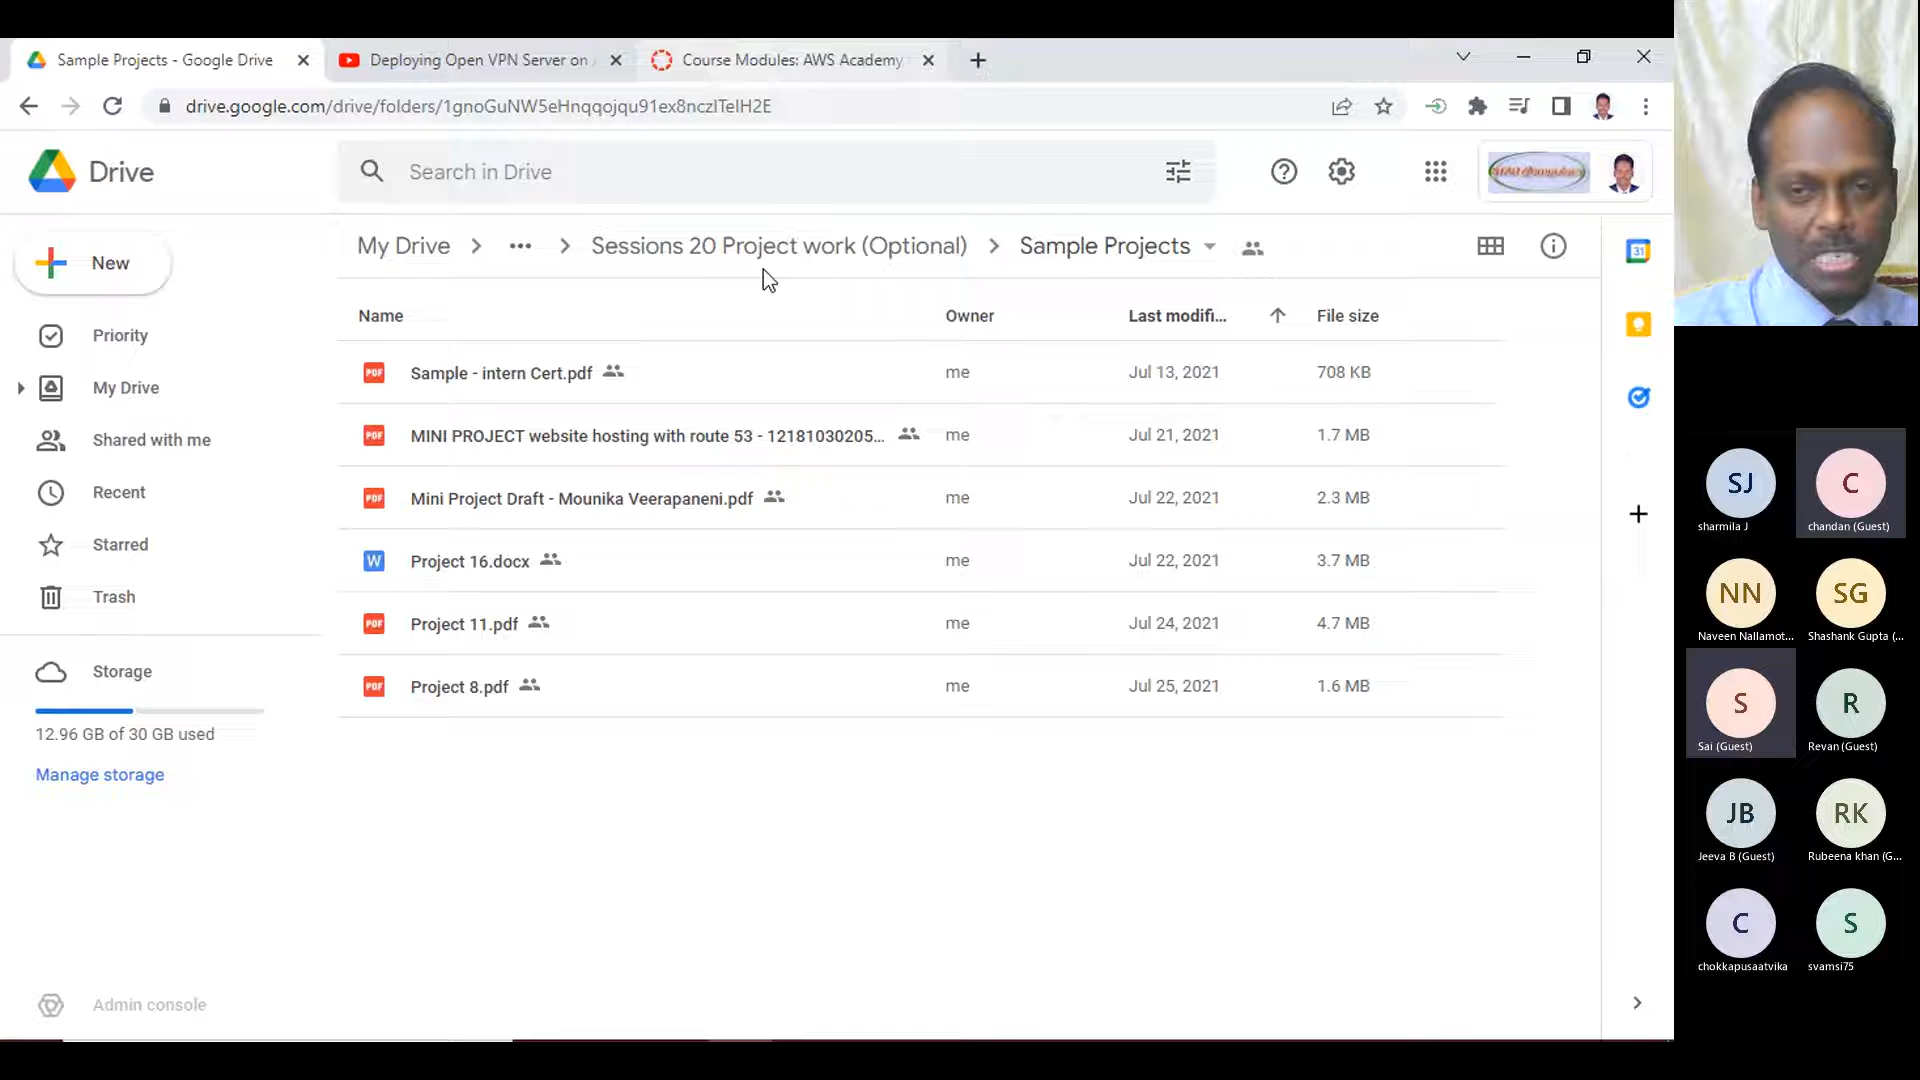 Sample Projects - Google Drive
Deploying Open VPN Server on
Course Modules: AWS Academy
drive.google.com/drive/folders/1gnoGuNW5eHnqqojqu91ex8nczlTelH2E
Drive
Search in Drive
New
My Drive
Sessions 20 Project work (Optional)
Sample Projects
Name Owner Last modifi... File size
Sample - intern Cert.pdf me Jul 13, 2021 708 KB
MINI PROJECT website hosting with route 53 - 12181030205... me Jul 21, 2021 1.7 MB
Mini Project Draft - Mounika Veerapaneni.pdf me Jul 22, 2021 2.3 MB
Project 16.docx me Jul 22, 2021 3.7 MB
Project 11.pdf me Jul 24, 2021 4.7 MB
Project 8.pdf me Jul 25, 2021 1.6 MB
PDF
PDF
PDF
W
PDF
PDF
Priority
My Drive
Shared with me
Recent
Starred
Trash
Storage
12.96 GB of 30 GB used
Manage storage
Admin console
31
SJ C
sharmila J chandan (Guest)
NN SG
Naveen Nallamot... Shashank Gupta (...
S R
Sai (Guest) Revan (Guest)
JB RK
Jeeva B (Guest) Rubeena khan (G...
C S
chokkapusaatvika svamsi75